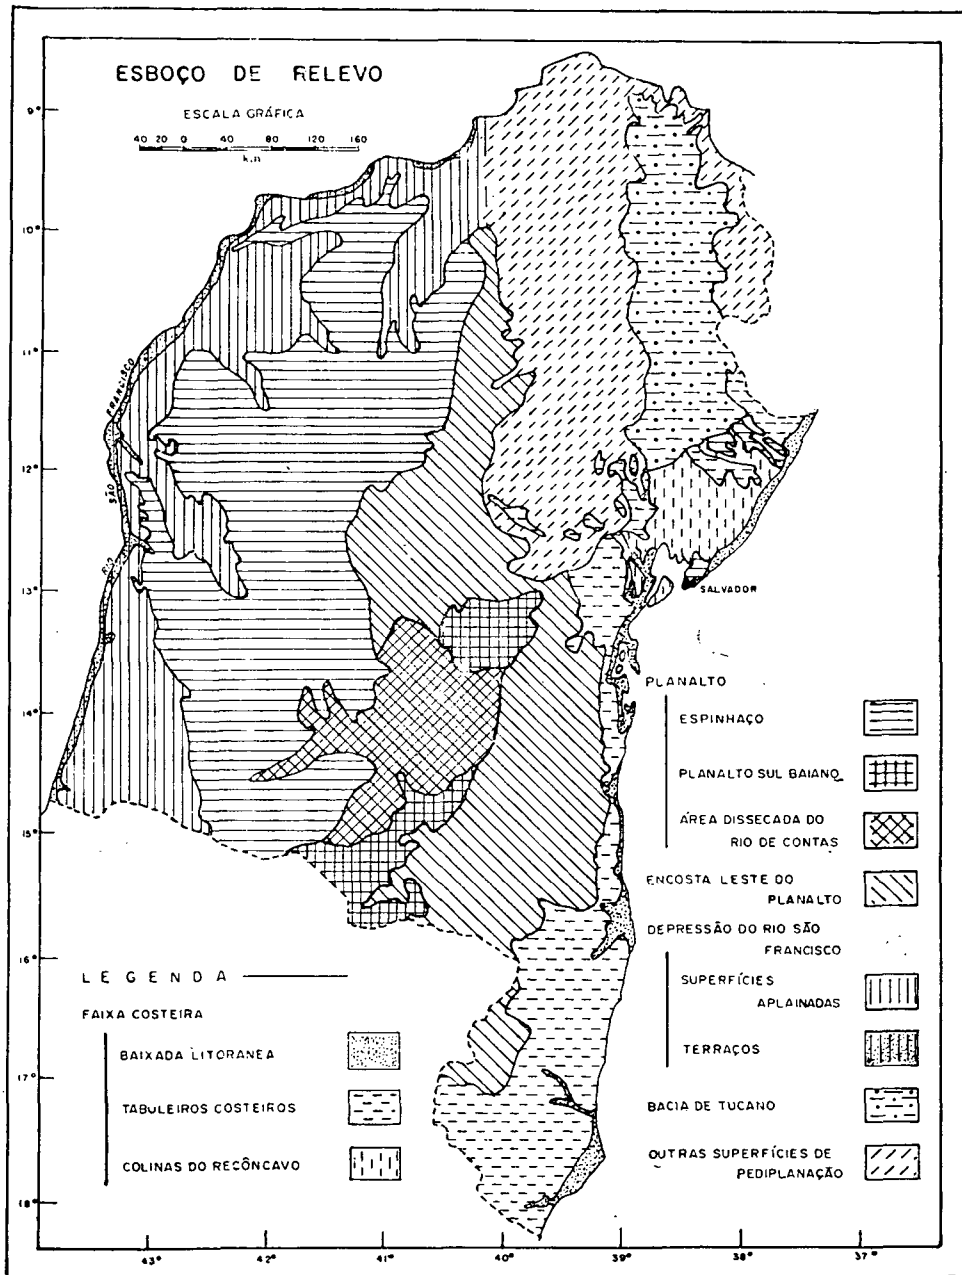 ESBOÇO DE RELEVO
ESCALA GRÁFICA
40 20 0 40 80 120 160
km
9°
10°
11°
12°
13°
14°
15°
16°
17°
18°
RIO SÃO FRANCISCO
SALVADOR
PLANALTO
ESPINHAÇO
PLANALTO SUL BAIANO
ÁREA DISSECADA DO
RIO DE CONTAS
ENCOSTA LESTE DO
PLANALTO
DEPRESSÃO DO RIO SÃO
FRANCISCO
SUPERFÍCIES
APLAINADAS
TERRAÇOS
BACIA DE TUCANO
OUTRAS SUPERFÍCIES DE
PEDIPLANAÇÃO
LEGENDA
FAIXA COSTEIRA
BAIXADA LITORANEA
TABULEIROS COSTEIROS
COLINAS DO RECÔNCAVO
43° 42° 41° 40° 39° 38° 37°